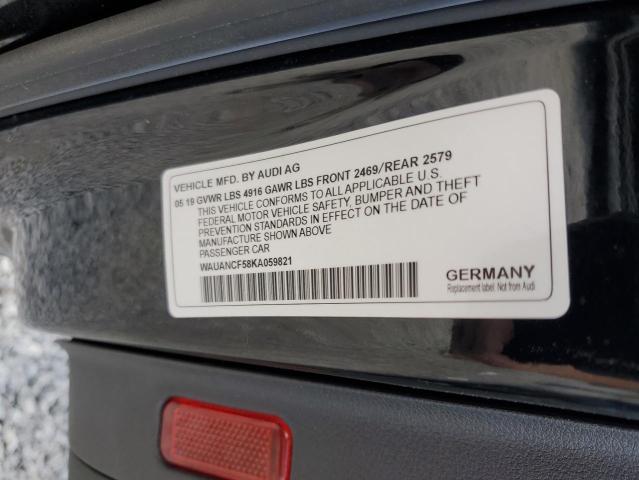 VEHICLE MFD. BY AUDI AG
05 19 GVWR LBS 4916 GAWR LBS FRONT 2469/REAR 2579
THIS VEHICLE CONFORMS TO ALL APPLICABLE U.S.
FEDERAL MOTOR VEHICLE SAFETY, BUMPER AND THEFT
PREVENTION STANDARDS IN EFFECT ON THE DATE OF
MANUFACTURE SHOWN ABOVE
PASSENGER CAR
WAUANCF58KA059821
GERMANY
Replacement label. Not from Audi